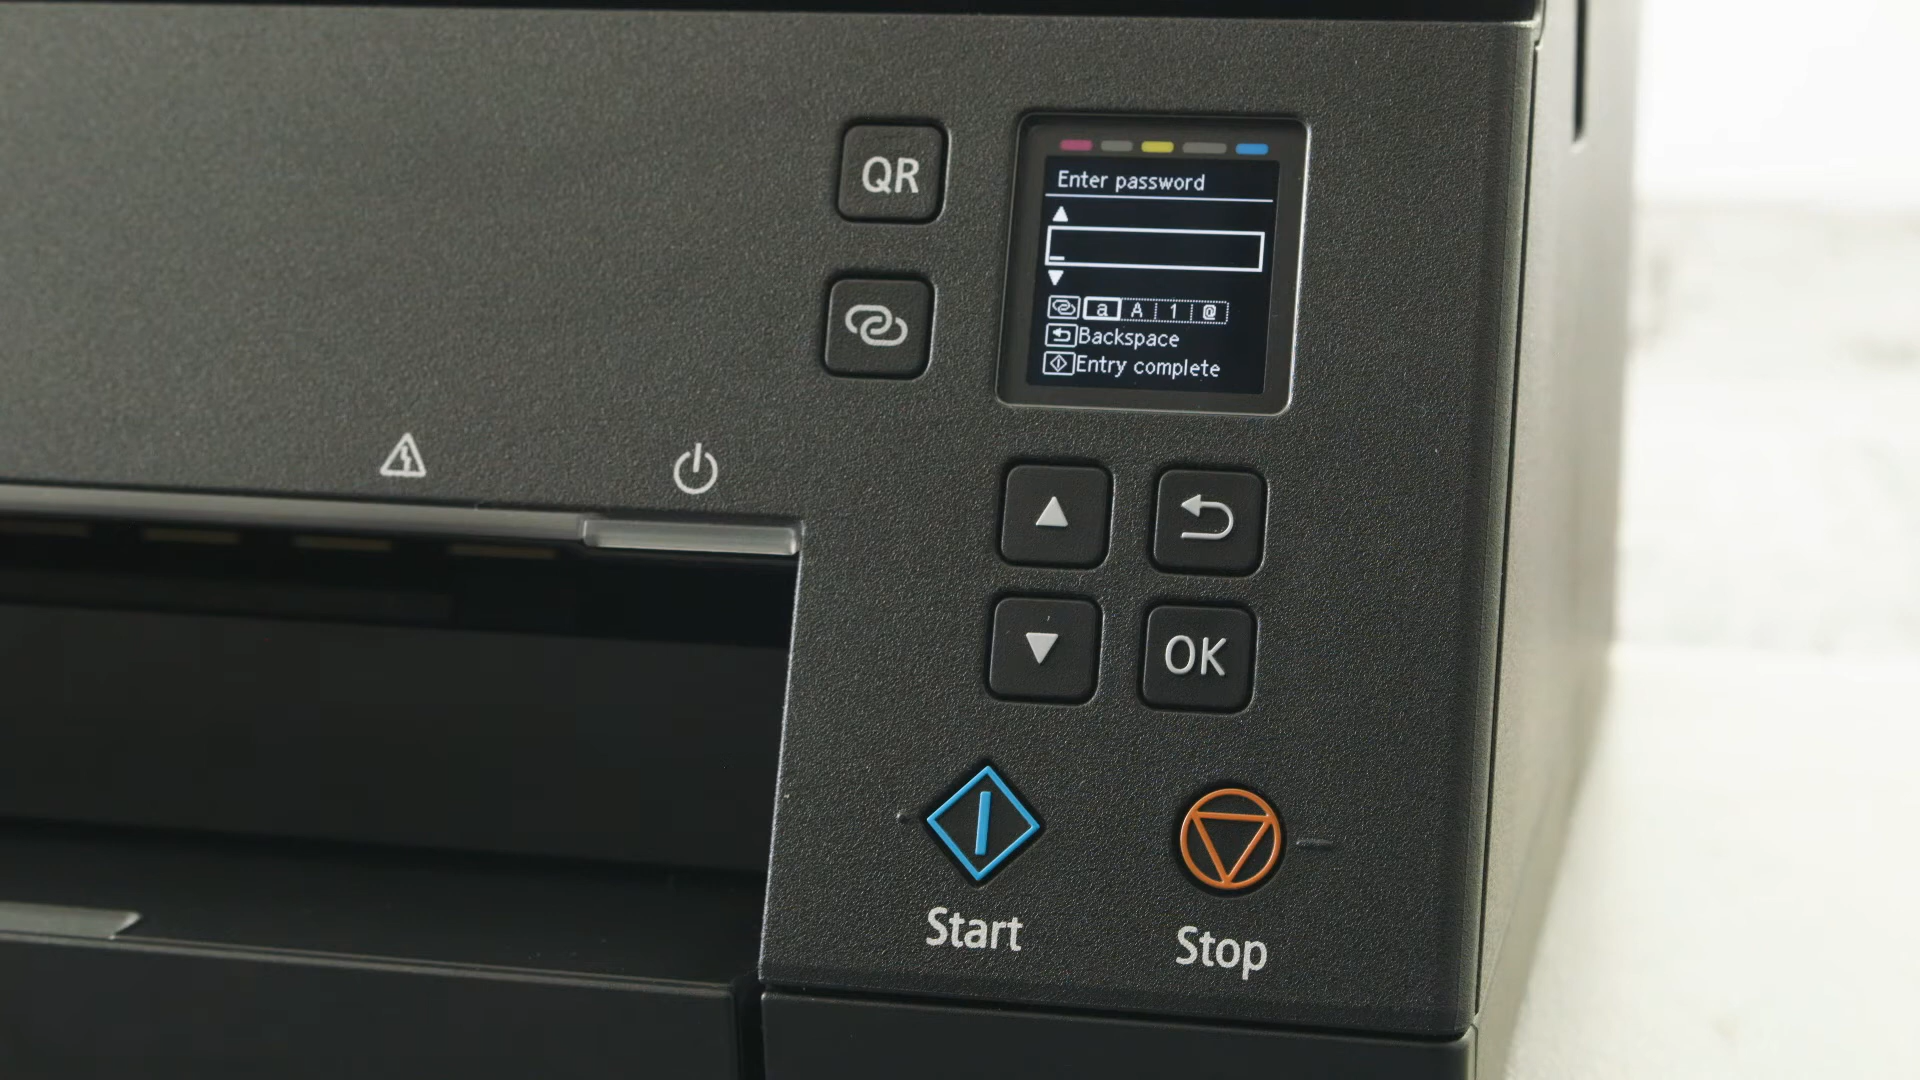 QR
Enter password
a A 1 @
Backspace
Entry complete
OK
Start
Stop